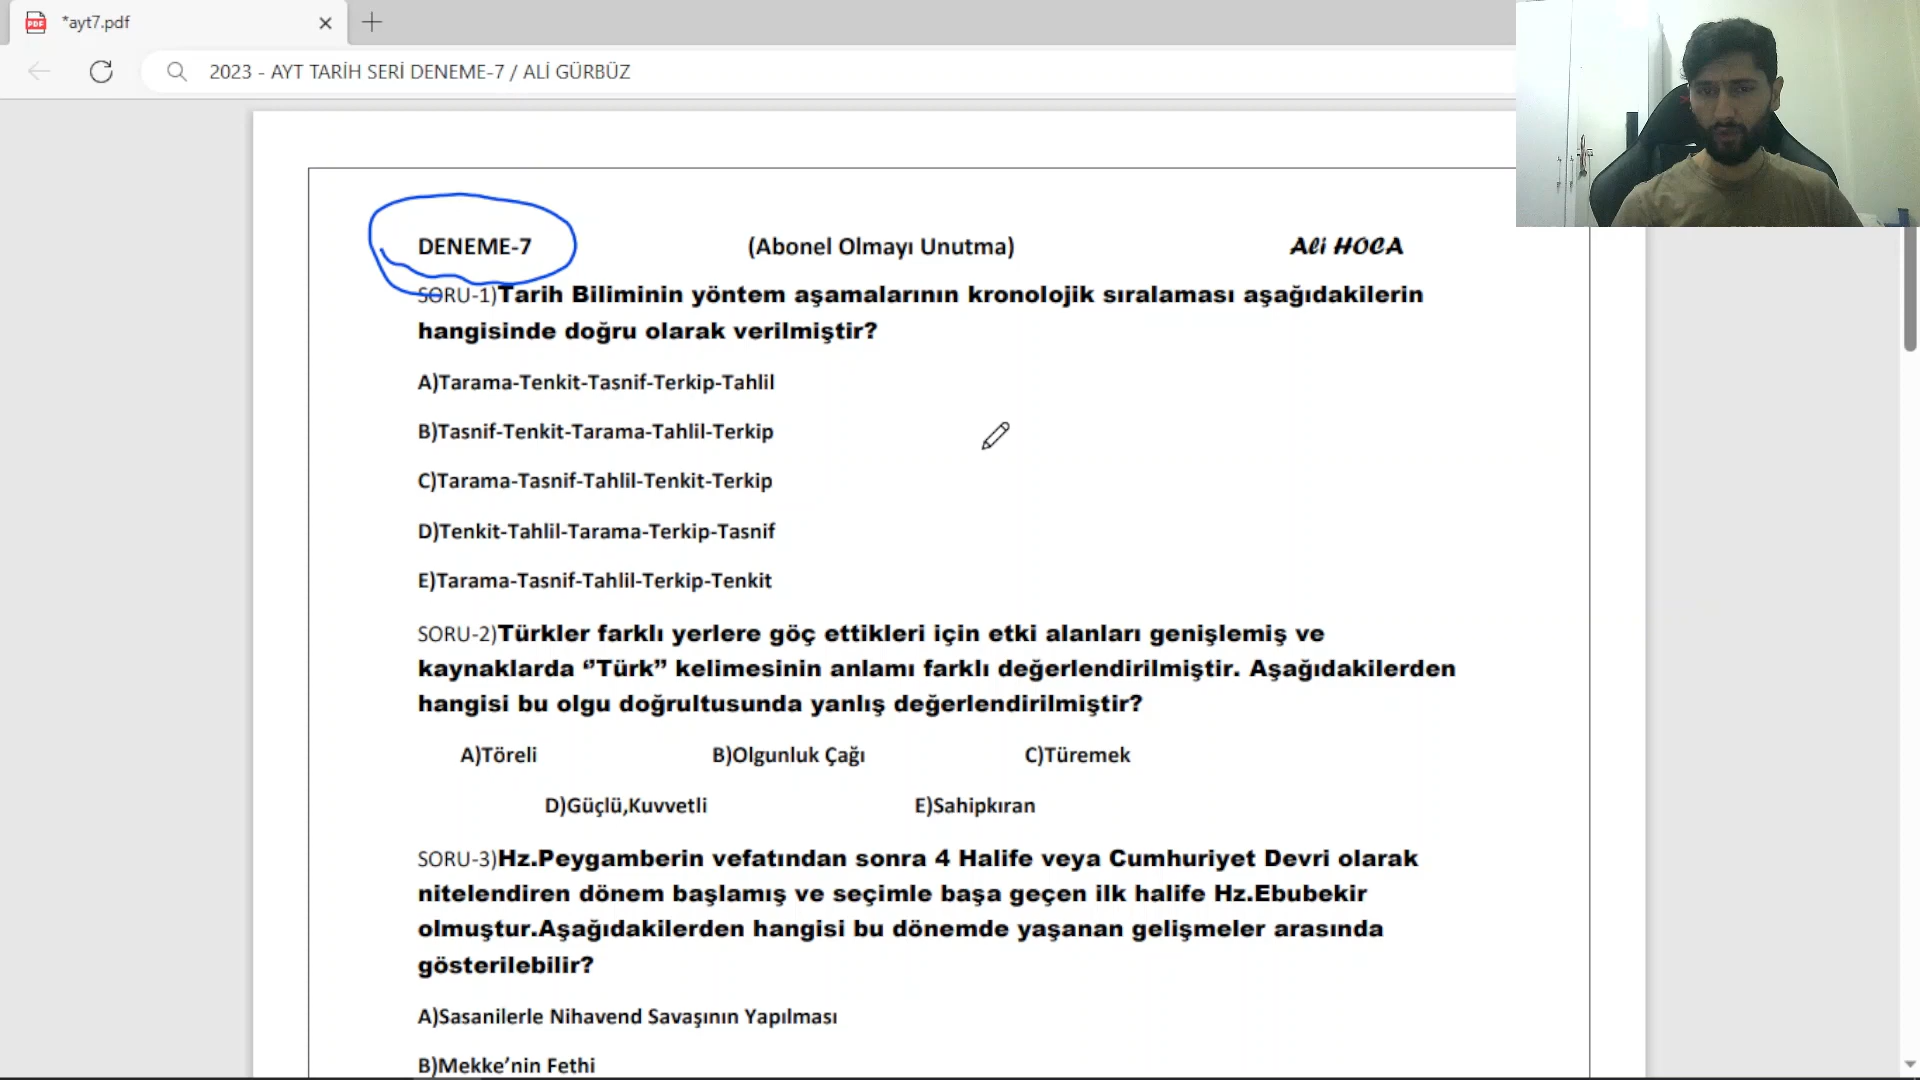 *ayt7.pdf
2023 - AYT TARİH SERİ DENEME-7 / ALİ GÜRBÜZ
DENEME-7 (Abonel Olmayı Unutma) Ali HOCA
SORU-1)Tarih Biliminin yöntem aşamalarının kronolojik sıralaması aşağıdakilerin
hangisinde doğru olarak verilmiştir?
A)Tarama-Tenkit-Tasnif-Terkip-Tahlil
B)Tasnif-Tenkit-Tarama-Tahlil-Terkip
C)Tarama-Tasnif-Tahlil-Tenkit-Terkip
D)Tenkit-Tahlil-Tarama-Terkip-Tasnif
E)Tarama-Tasnif-Tahlil-Terkip-Tenkit
SORU-2)Türkler farklı yerlere göç ettikleri için etki alanları genişlemiş ve
kaynaklarda ‘’Türk’’ kelimesinin anlamı farklı değerlendirilmiştir. Aşağıdakilerden
hangisi bu olgu doğrultusunda yanlış değerlendirilmiştir?
A)Töreli B)Olgunluk Çağı C)Türemek
D)Güçlü,Kuvvetli E)Sahipkıran
SORU-3)Hz.Peygamberin vefatından sonra 4 Halife veya Cumhuriyet Devri olarak
nitelendiren dönem başlamış ve seçimle başa geçen ilk halife Hz.Ebubekir
olmuştur.Aşağıdakilerden hangisi bu dönemde yaşanan gelişmeler arasında
gösterilebilir?
A)Sasanilerle Nihavend Savaşının Yapılması
B)Mekke’nin Fethi